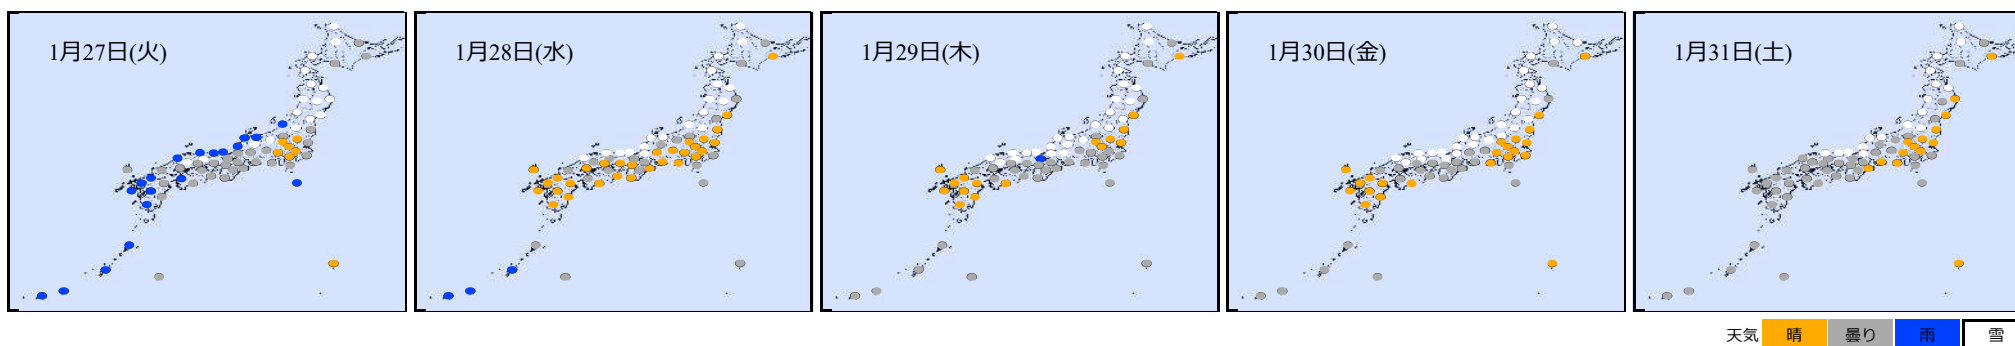 1月27日(火)
1月28日(水)
1月29日(木)
1月30日(金)
1月31日(土)
天気 晴 曇り 雨 雪